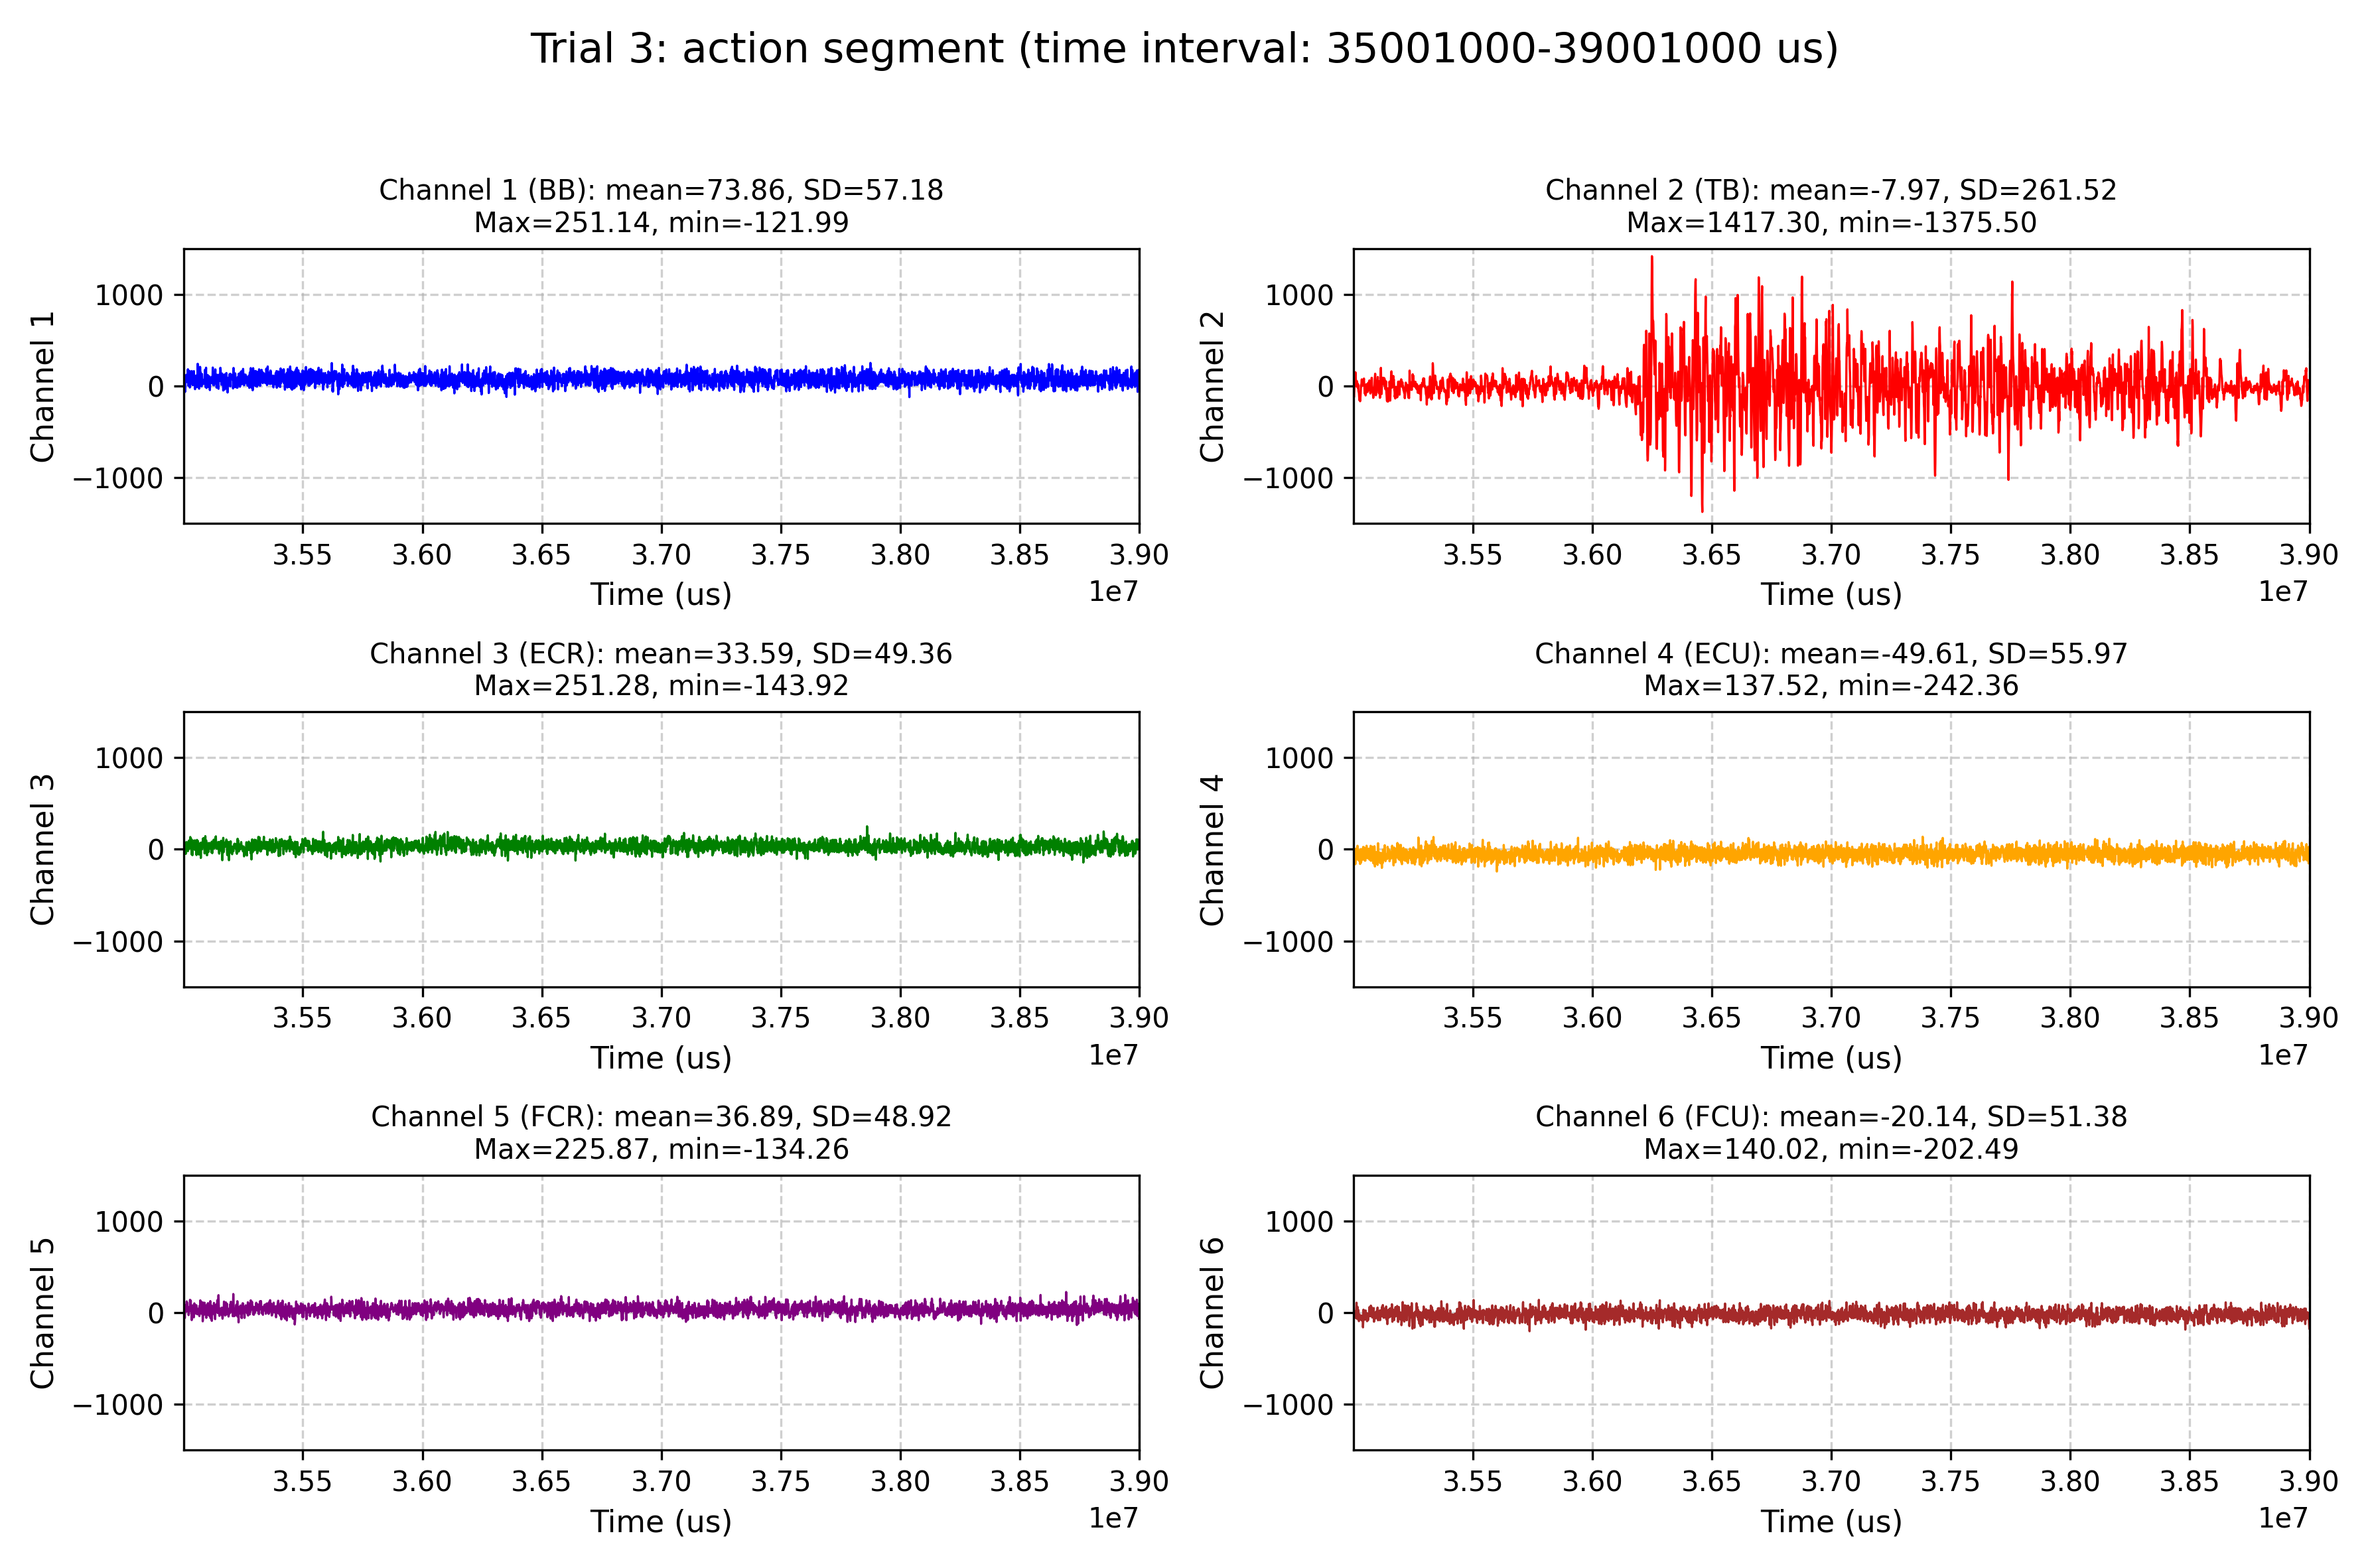 Trial 3: action segment (time interval: 35001000-39001000 us)
Channel 1 (BB): mean=73.86, SD=57.18
Max=251.14, min=-121.99
Channel 1
1000
0
−1000
3.55 3.60 3.65 3.70 3.75 3.80 3.85 3.90
1e7
Time (us)
Channel 2 (TB): mean=-7.97, SD=261.52
Max=1417.30, min=-1375.50
Channel 2
1000
0
−1000
3.55 3.60 3.65 3.70 3.75 3.80 3.85 3.90
1e7
Time (us)
Channel 3 (ECR): mean=33.59, SD=49.36
Max=251.28, min=-143.92
Channel 3
1000
0
−1000
3.55 3.60 3.65 3.70 3.75 3.80 3.85 3.90
1e7
Time (us)
Channel 4 (ECU): mean=-49.61, SD=55.97
Max=137.52, min=-242.36
Channel 4
1000
0
−1000
3.55 3.60 3.65 3.70 3.75 3.80 3.85 3.90
1e7
Time (us)
Channel 5 (FCR): mean=36.89, SD=48.92
Max=225.87, min=-134.26
Channel 5
1000
0
−1000
3.55 3.60 3.65 3.70 3.75 3.80 3.85 3.90
1e7
Time (us)
Channel 6 (FCU): mean=-20.14, SD=51.38
Max=140.02, min=-202.49
Channel 6
1000
0
−1000
3.55 3.60 3.65 3.70 3.75 3.80 3.85 3.90
1e7
Time (us)